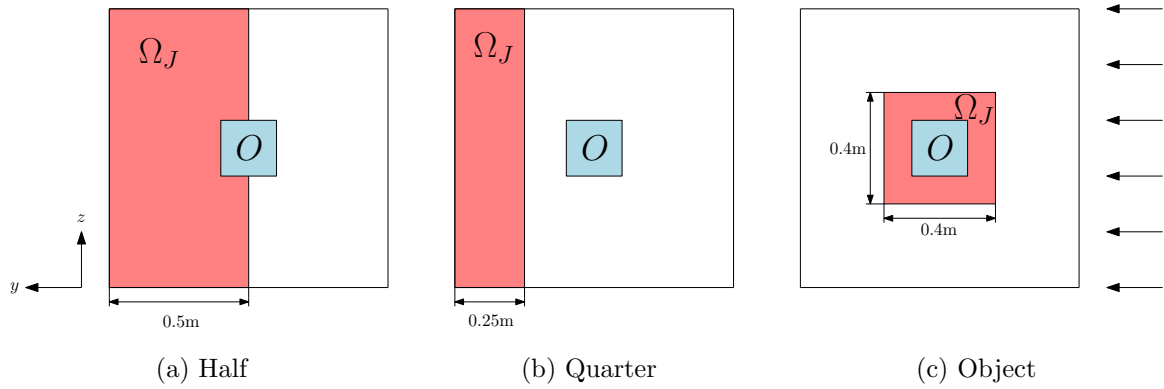 Ω_J
O
z
y
0.5m
(a) Half
Ω_J
O
0.25m
(b) Quarter
Ω_J
O
0.4m
0.4m
(c) Object